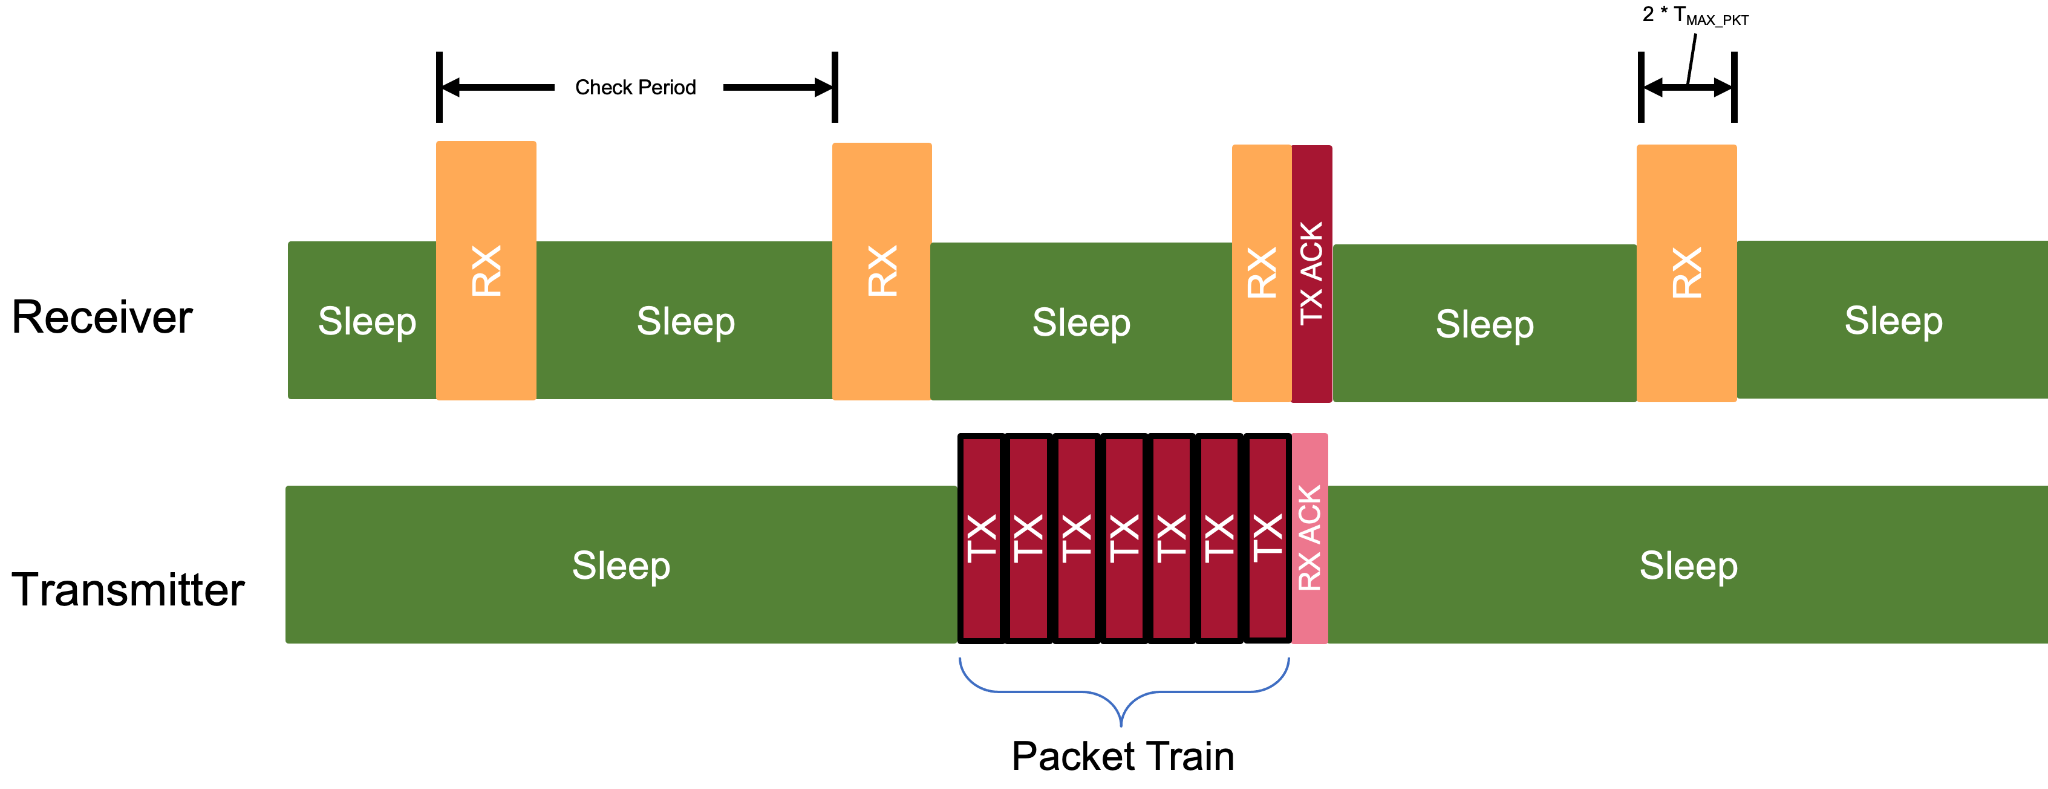 2 * TMAX_PKT
Check Period
Receiver
Sleep
RX
Sleep
RX
Sleep
RX
TX ACK
Sleep
RX
Sleep
Transmitter
Sleep
TX
TX
TX
TX
TX
TX
TX
RX ACK
Sleep
Packet Train